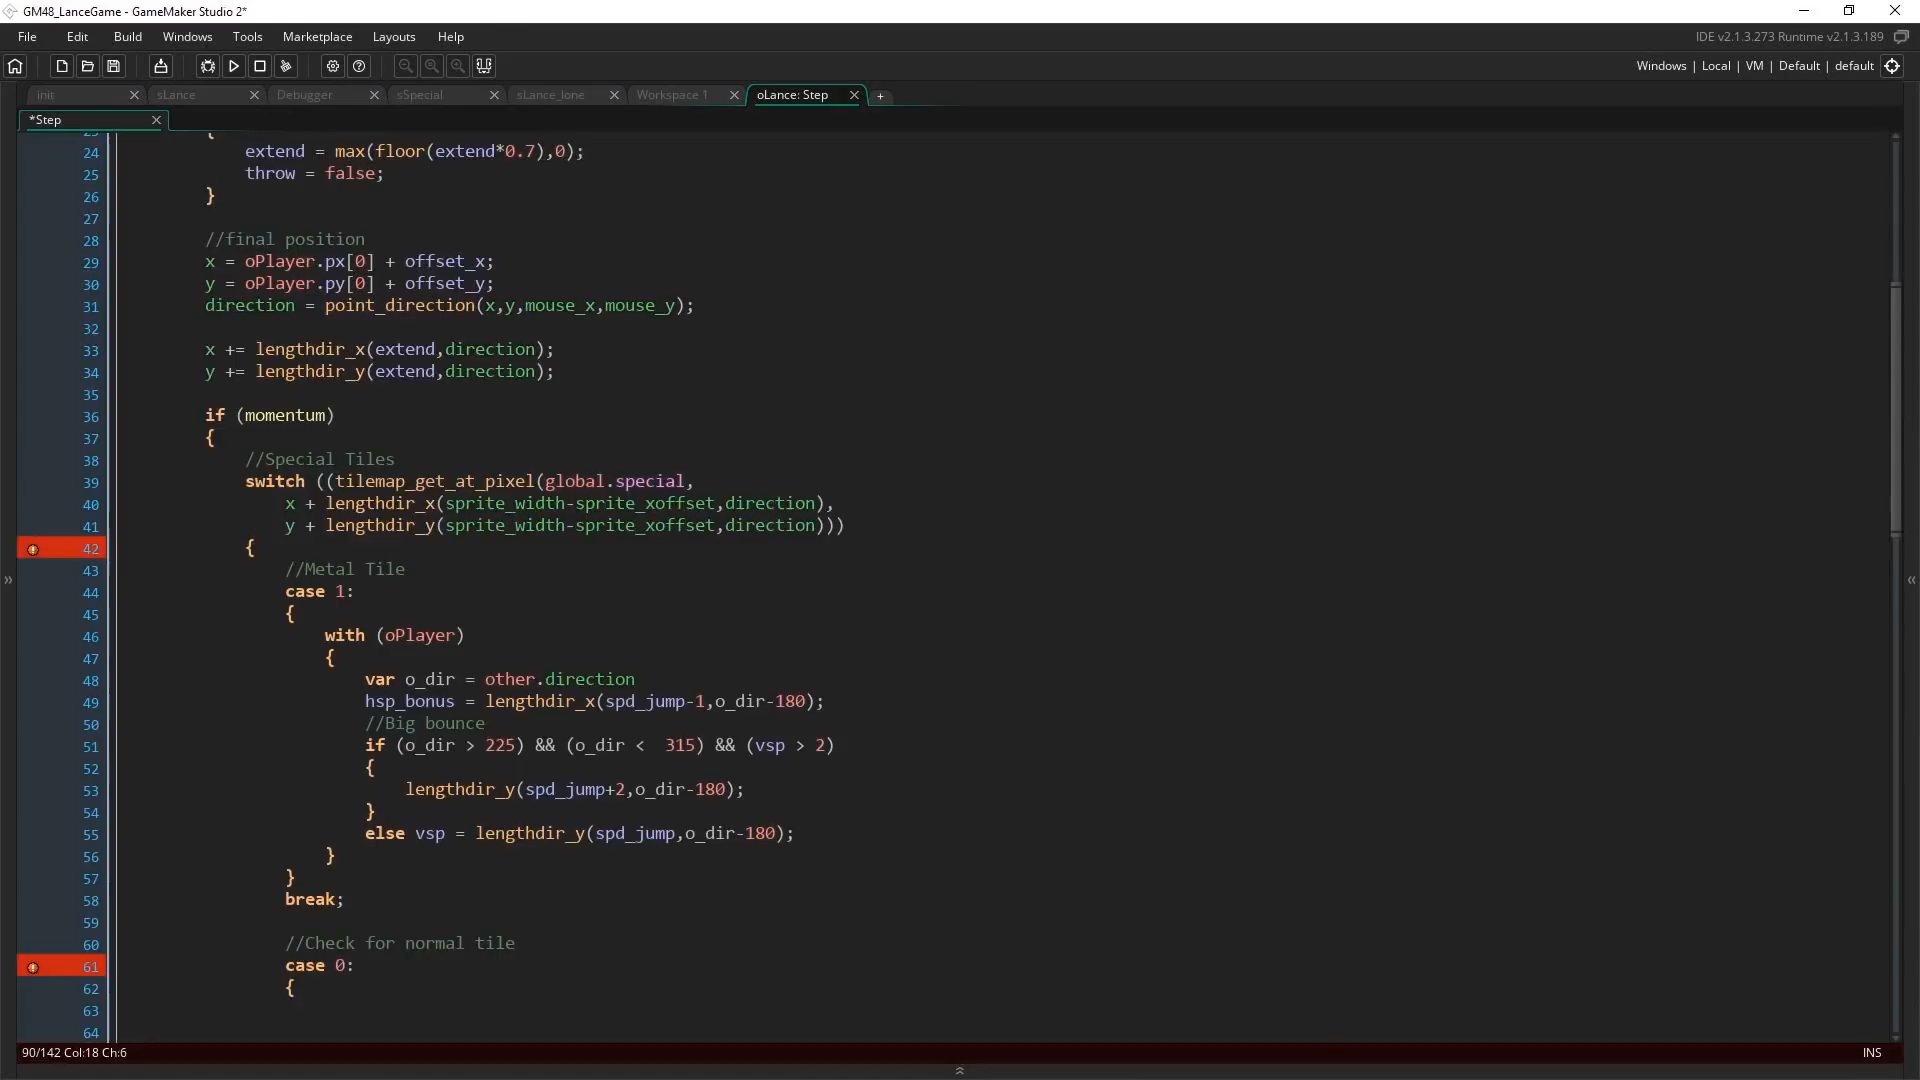 GM48_LanceGame - GameMaker Studio 2*
File Edit Build Windows Tools Marketplace Layouts Help
IDE v2.1.3.273 Runtime v2.1.3.189
Windows | Local | VM | Default | default
init sLance Debugger sSpecial sLance_lone Workspace 1 oLance: Step +
*Step
23 {
24 extend = max(floor(extend*0.7),0);
25 throw = false;
26 }
27
28 //final position
29 x = oPlayer.px[0] + offset_x;
30 y = oPlayer.py[0] + offset_y;
31 direction = point_direction(x,y,mouse_x,mouse_y);
32
33 x += lengthdir_x(extend,direction);
34 y += lengthdir_y(extend,direction);
35
36 if (momentum)
37 {
38 //Special Tiles
39 switch ((tilemap_get_at_pixel(global.special,
40 x + lengthdir_x(sprite_width-sprite_xoffset,direction),
41 y + lengthdir_y(sprite_width-sprite_xoffset,direction)))
42 {
43 //Metal Tile
44 case 1:
45 {
46 with (oPlayer)
47 {
48 var o_dir = other.direction
49 hsp_bonus = lengthdir_x(spd_jump-1,o_dir-180);
50 //Big bounce
51 if (o_dir > 225) && (o_dir <  315) && (vsp > 2)
52 {
53 lengthdir_y(spd_jump+2,o_dir-180);
54 }
55 else vsp = lengthdir_y(spd_jump,o_dir-180);
56 }
57 }
58 break;
59
60 //Check for normal tile
61 case 0:
62 {
63
64
90/142 Col:18 Ch:6
INS